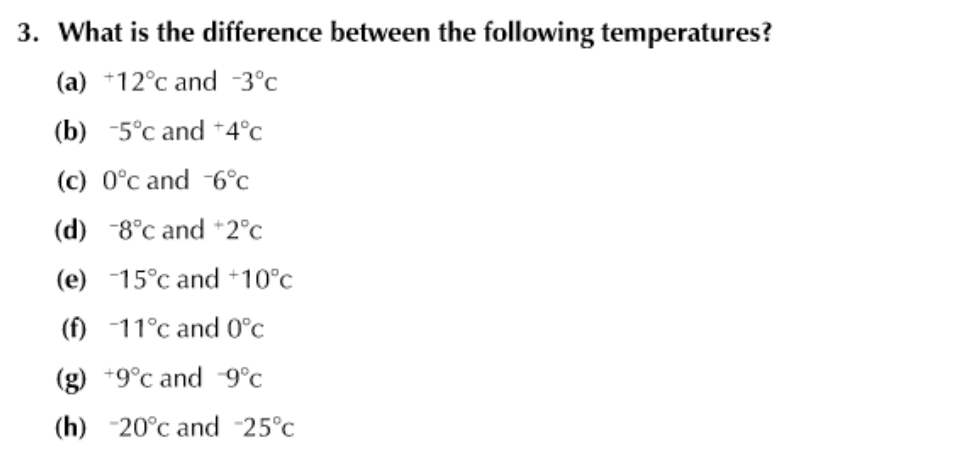 3. What is the difference between the following temperatures?
(a) ⁺12°c and ⁻3°c
(b) ⁻5°c and ⁺4°c
(c) 0°c and ⁻6°c
(d) ⁻8°c and ⁺2°c
(e) ⁻15°c and ⁺10°c
(f) ⁻11°c and 0°c
(g) ⁺9°c and ⁻9°c
(h) ⁻20°c and ⁻25°c